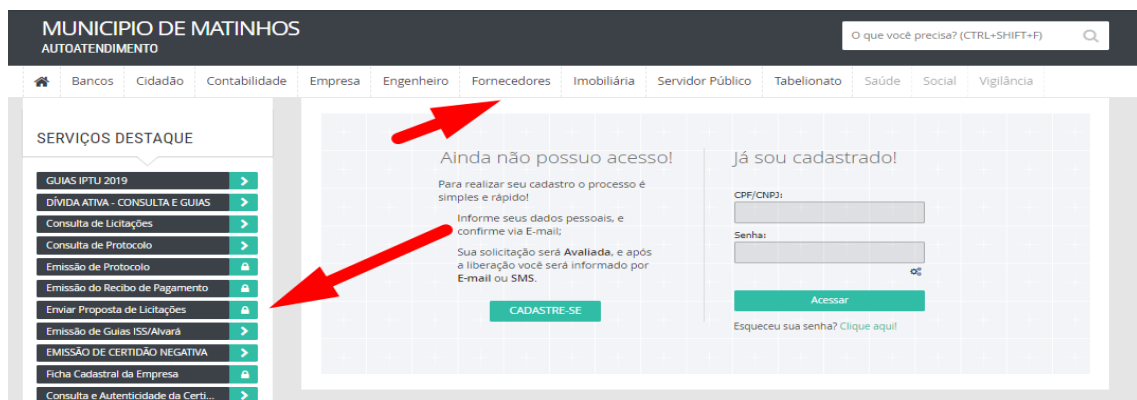 MUNICIPIO DE MATINHOS
AUTOATENDIMENTO
O que você precisa? (CTRL+SHIFT+F)
Bancos Cidadão Contabilidade Empresa Engenheiro Fornecedores Imobiliária Servidor Público Tabelionato Saúde Social Vigilância
SERVIÇOS DESTAQUE
GUIAS IPTU 2019
DÍVIDA ATIVA - CONSULTA E GUIAS
Consulta de Licitações
Consulta de Protocolo
Emissão de Protocolo
Emissão do Recibo de Pagamento
Enviar Proposta de Licitações
Emissão de Guias ISS/Alvará
EMISSÃO DE CERTIDÃO NEGATIVA
Ficha Cadastral da Empresa
Consulta e Autenticidade da Certi...
Ainda não possuo acesso!
Para realizar seu cadastro o processo é
simples e rápido!
Informe seus dados pessoais, e
confirme via E-mail;
Sua solicitação será Avaliada, e após
a liberação você será informado por
E-mail ou SMS.
CADASTRE-SE
Já sou cadastrado!
CPF/CNPJ:
Senha:
Acessar
Esqueceu sua senha? Clique aqui!